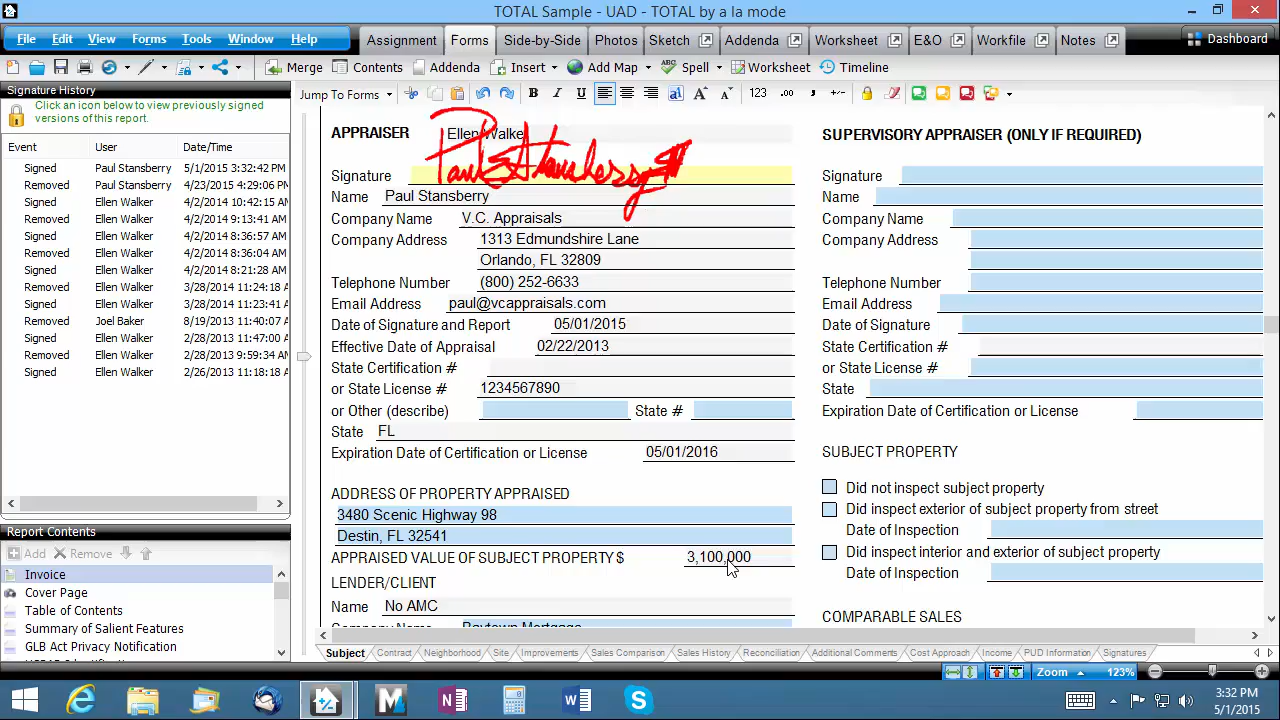 TOTAL Sample - UAD - TOTAL by a la mode
File Edit View Forms Tools Window Help
Assignment Forms Side-by-Side Photos Sketch Addenda Worksheet E&O Workfile Notes Dashboard
Merge Contents Addenda Insert Add Map Spell Worksheet Timeline
Signature History
Click an icon below to view previously signed
versions of this report.
Event User Date/Time
Signed Paul Stansberry 5/1/2015 3:32:42 PM
Removed Paul Stansberry 4/23/2015 4:29:06 PM
Signed Ellen Walker 4/2/2014 10:42:15 AM
Removed Ellen Walker 4/2/2014 9:13:41 AM
Signed Ellen Walker 4/2/2014 8:36:57 AM
Removed Ellen Walker 4/2/2014 8:36:04 AM
Signed Ellen Walker 4/2/2014 8:21:28 AM
Removed Ellen Walker 3/28/2014 11:24:18 A
Signed Ellen Walker 3/28/2014 11:23:41 A
Removed Joel Baker 8/19/2013 11:40:07 A
Signed Ellen Walker 2/28/2013 11:47:00 A
Removed Ellen Walker 2/28/2013 9:59:34 AM
Signed Ellen Walker 2/26/2013 11:18:18 A
Report Contents
Add Remove
Invoice
Cover Page
Table of Contents
Summary of Salient Features
GLB Act Privacy Notification
Jump To Forms B I U A A A 123 .00 , +-
APPRAISER Ellen Walke
Signature Paul Stansberry
Name Paul Stansberry
Company Name V.C. Appraisals
Company Address 1313 Edmundshire Lane
Orlando, FL 32809
Telephone Number (800) 252-6633
Email Address paul@vcappraisals.com
Date of Signature and Report 05/01/2015
Effective Date of Appraisal 02/22/2013
State Certification #
or State License # 1234567890
or Other (describe) State #
State FL
Expiration Date of Certification or License 05/01/2016
ADDRESS OF PROPERTY APPRAISED
3480 Scenic Highway 98
Destin, FL 32541
APPRAISED VALUE OF SUBJECT PROPERTY $ 3,100,000
LENDER/CLIENT
Name No AMC
Company Name Baytown Mortgage
SUPERVISORY APPRAISER (ONLY IF REQUIRED)
Signature
Name
Company Name
Company Address
Telephone Number
Email Address
Date of Signature
State Certification #
or State License #
State
Expiration Date of Certification or License
SUBJECT PROPERTY
Did not inspect subject property
Did inspect exterior of subject property from street
Date of Inspection
Did inspect interior and exterior of subject property
Date of Inspection
COMPARABLE SALES
Subject Contract Neighborhood Site Improvements Sales Comparison Sales History Reconciliation Additional Comments Cost Approach Income PUD Information Signatures
Zoom 123%
3:32 PM
5/1/2015